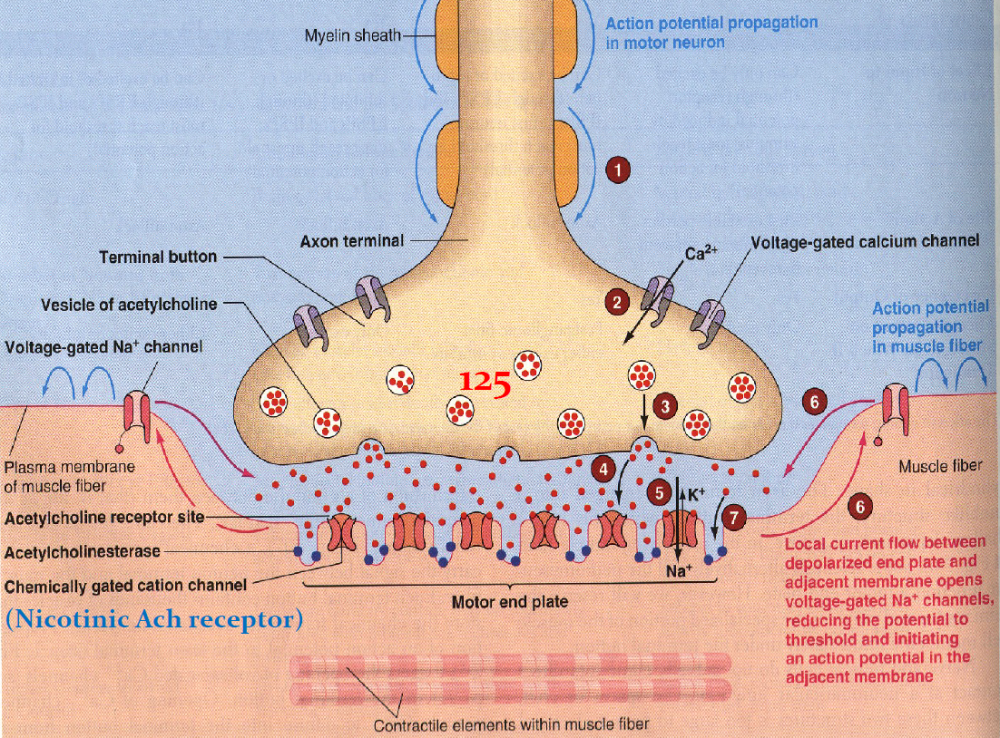 Myelin sheath
Action potential propagation
in motor neuron
1
Axon terminal
Terminal button
Ca2+
Voltage-gated calcium channel
Vesicle of acetylcholine
2
Action potential
propagation
in muscle fiber
Voltage-gated Na+ channel
125
3
6
Plasma membrane
of muscle fiber
4
5
K+
Muscle fiber
Acetylcholine receptor site
7
6
Acetylcholinesterase
Na+
Chemically gated cation channel
Motor end plate
(Nicotinic Ach receptor)
Local current flow between
depolarized end plate and
adjacent membrane opens
voltage-gated Na+ channels,
reducing the potential to
threshold and initiating
an action potential in the
adjacent membrane
Contractile elements within muscle fiber